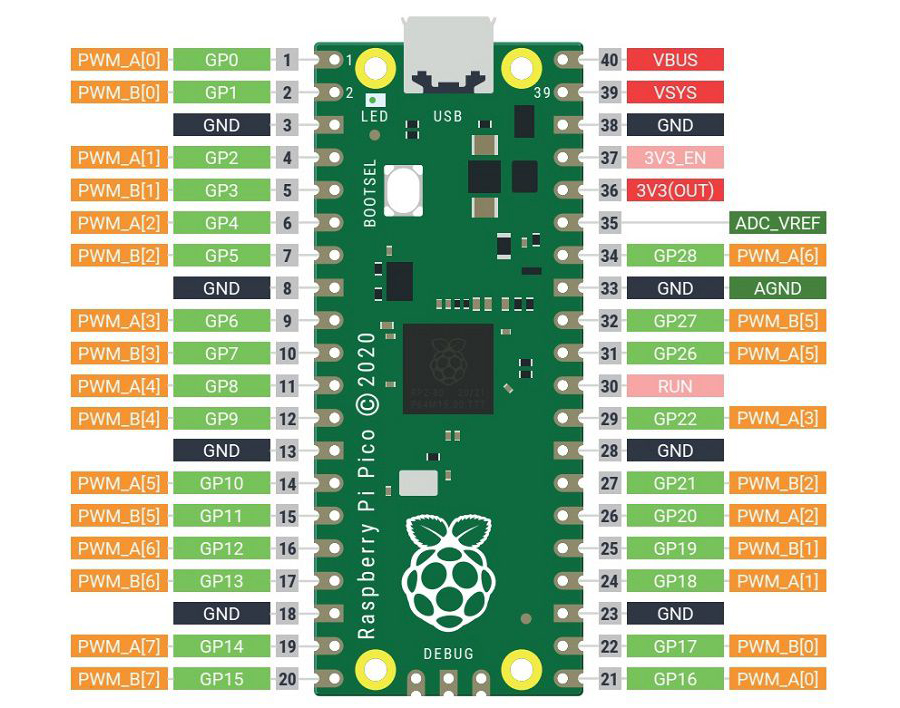 PWM_A[0] GP0 1 1 40 VBUS
PWM_B[0] GP1 2 2 39 39 VSYS
GND 3 LED USB 38 GND
PWM_A[1] GP2 4 37 3V3_EN
PWM_B[1] GP3 5 BOOTSEL 36 3V3(OUT)
PWM_A[2] GP4 6 35 ADC_VREF
PWM_B[2] GP5 7 34 GP28 PWM_A[6]
GND 8 33 GND AGND
PWM_A[3] GP6 9 32 GP27 PWM_B[5]
PWM_B[3] GP7 10 31 GP26 PWM_A[5]
PWM_A[4] GP8 11 30 RUN
PWM_B[4] GP9 12 29 GP22 PWM_A[3]
GND 13 28 GND
PWM_A[5] GP10 14 27 GP21 PWM_B[2]
PWM_B[5] GP11 15 26 GP20 PWM_A[2]
PWM_A[6] GP12 16 25 GP19 PWM_B[1]
PWM_B[6] GP13 17 24 GP18 PWM_A[1]
GND 18 23 GND
PWM_A[7] GP14 19 22 GP17 PWM_B[0]
DEBUG
PWM_B[7] GP15 20 21 GP16 PWM_A[0]
Raspberry Pi Pico ©2020